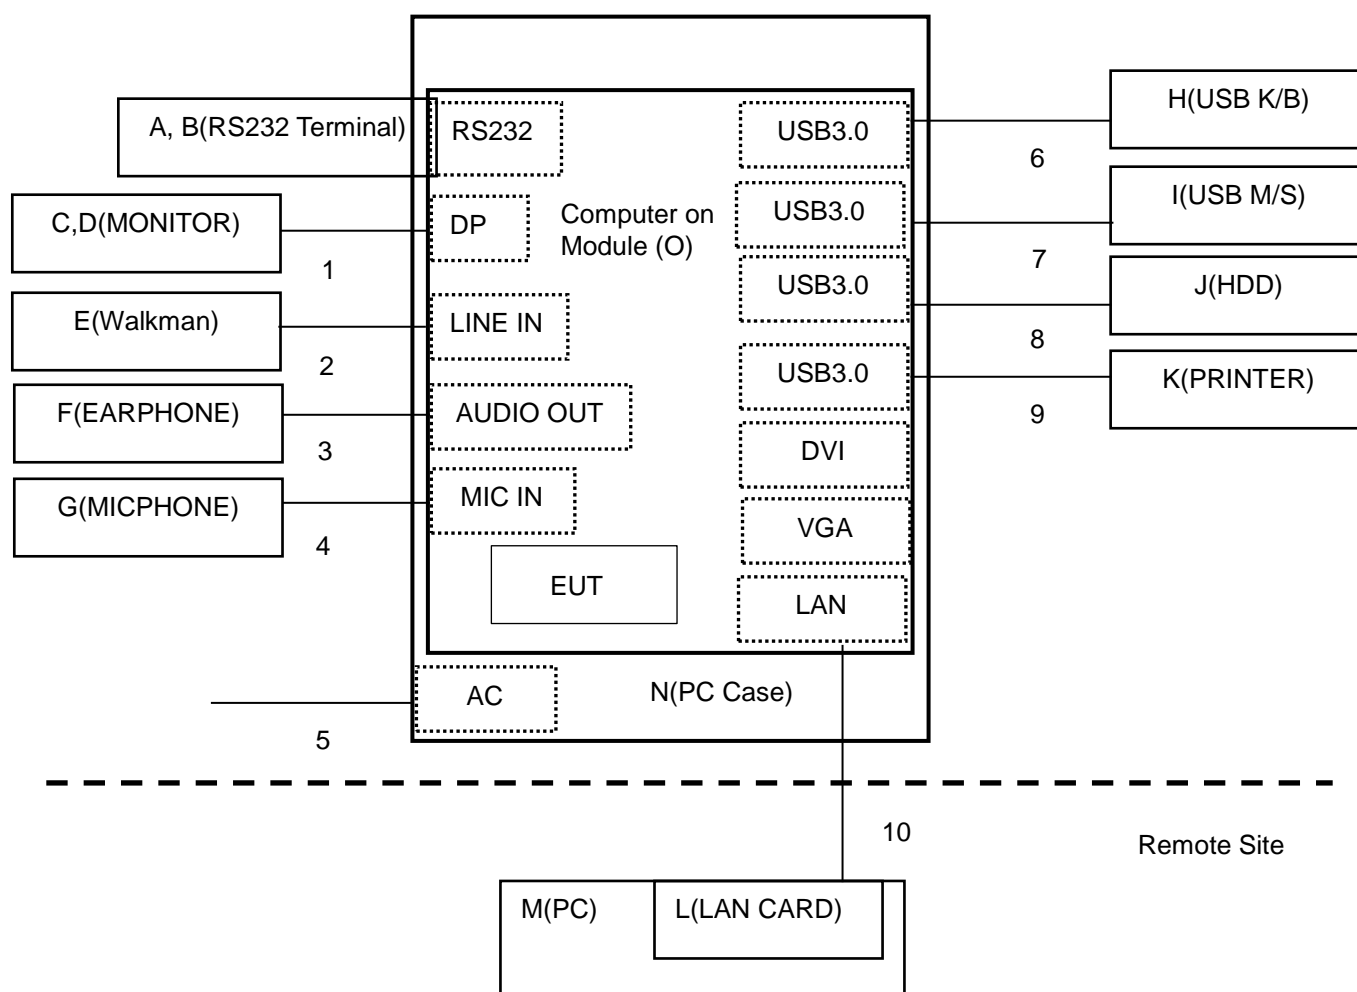 A, B(RS232 Terminal)
RS232
USB3.0
H(USB K/B)
6
C,D(MONITOR)
DP
Computer on
Module (O)
USB3.0
I(USB M/S)
1
7
E(Walkman)
LINE IN
USB3.0
J(HDD)
2
8
F(EARPHONE)
AUDIO OUT
USB3.0
K(PRINTER)
3
9
G(MICPHONE)
MIC IN
DVI
4
VGA
EUT
LAN
AC
N(PC Case)
5
10
Remote Site
M(PC)
L(LAN CARD)